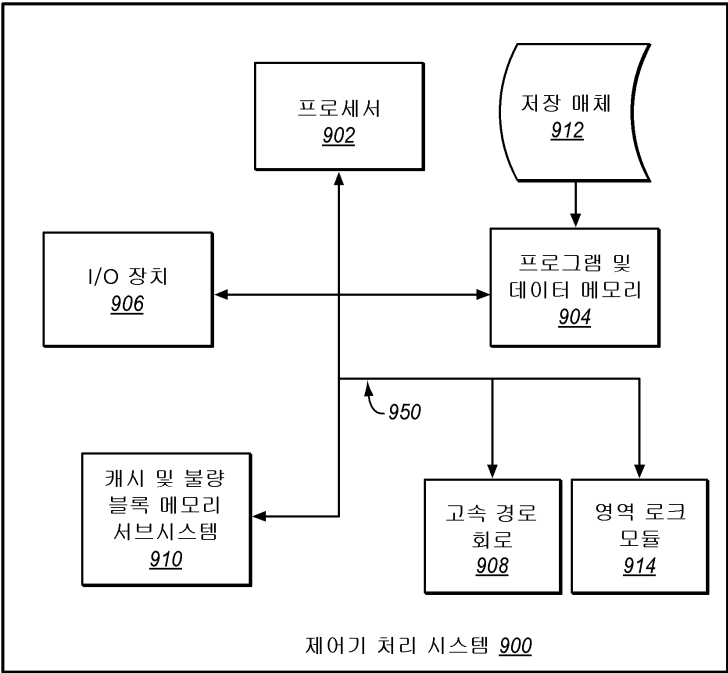 프로세서
902
저장 매체
912
I/O 장치
906
프로그램 및
데이터 메모리
904
950
캐시 및 불량
블록 메모리
서브시스템
910
고속 경로
회로
908
영역 로크
모듈
914
제어기 처리 시스템 900